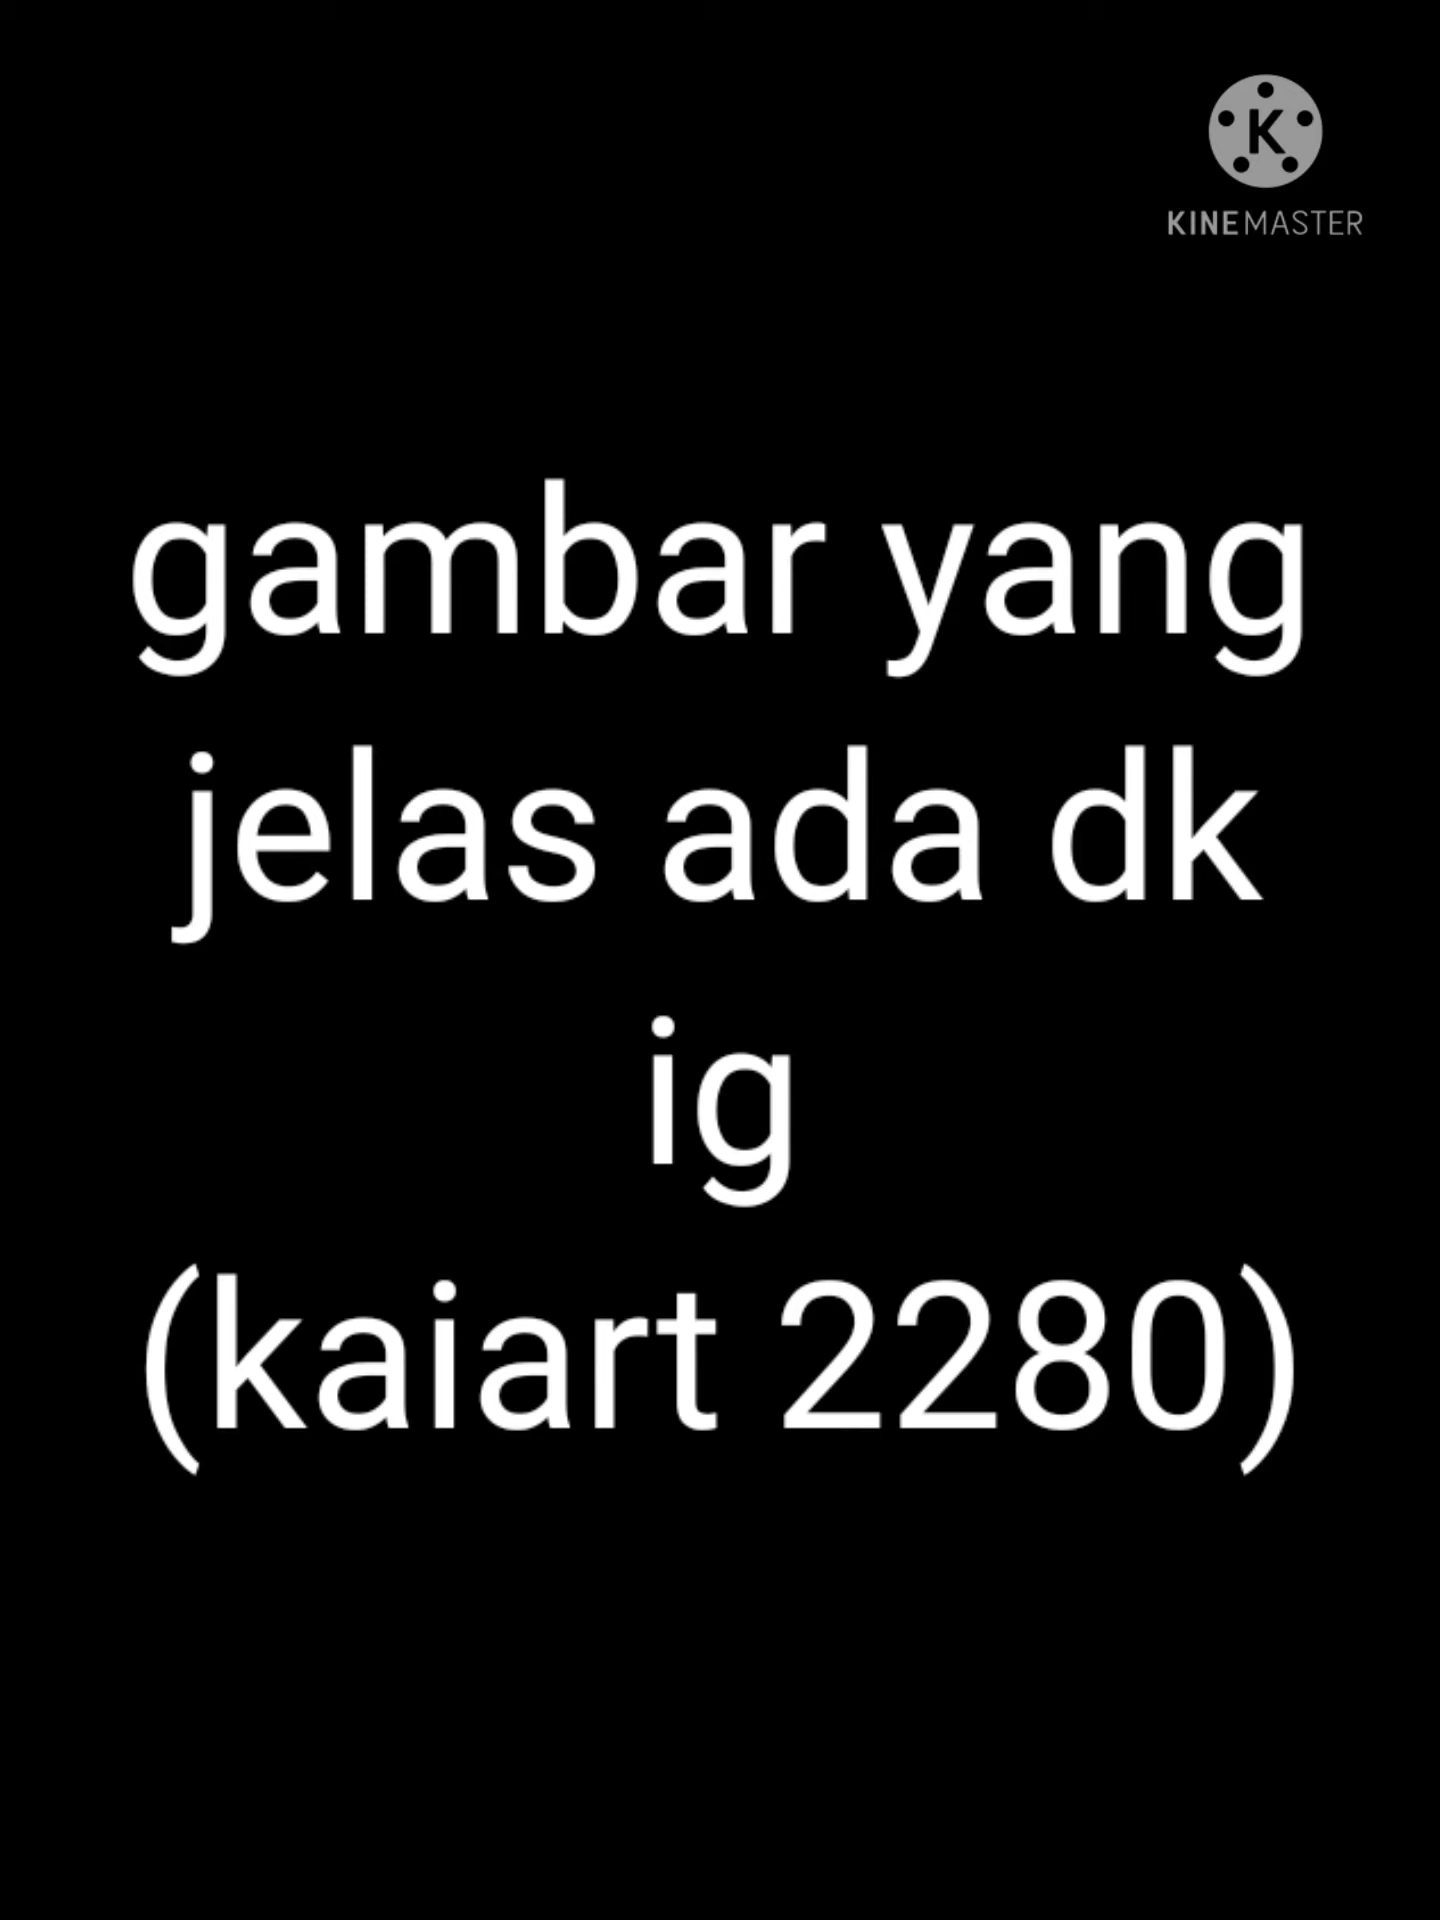 K
KINEMASTER
gambar yang
jelas ada dk
ig
(kaiart 2280)